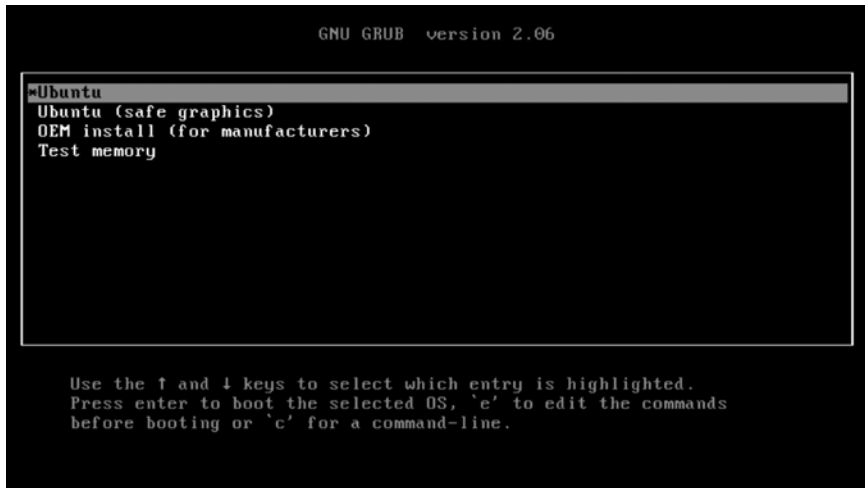 GNU GRUB  version 2.06
*Ubuntu
Ubuntu (safe graphics)
OEM install (for manufacturers)
Test memory
Use the ↑ and ↓ keys to select which entry is highlighted.
Press enter to boot the selected OS, `e' to edit the commands
before booting or `c' for a command-line.